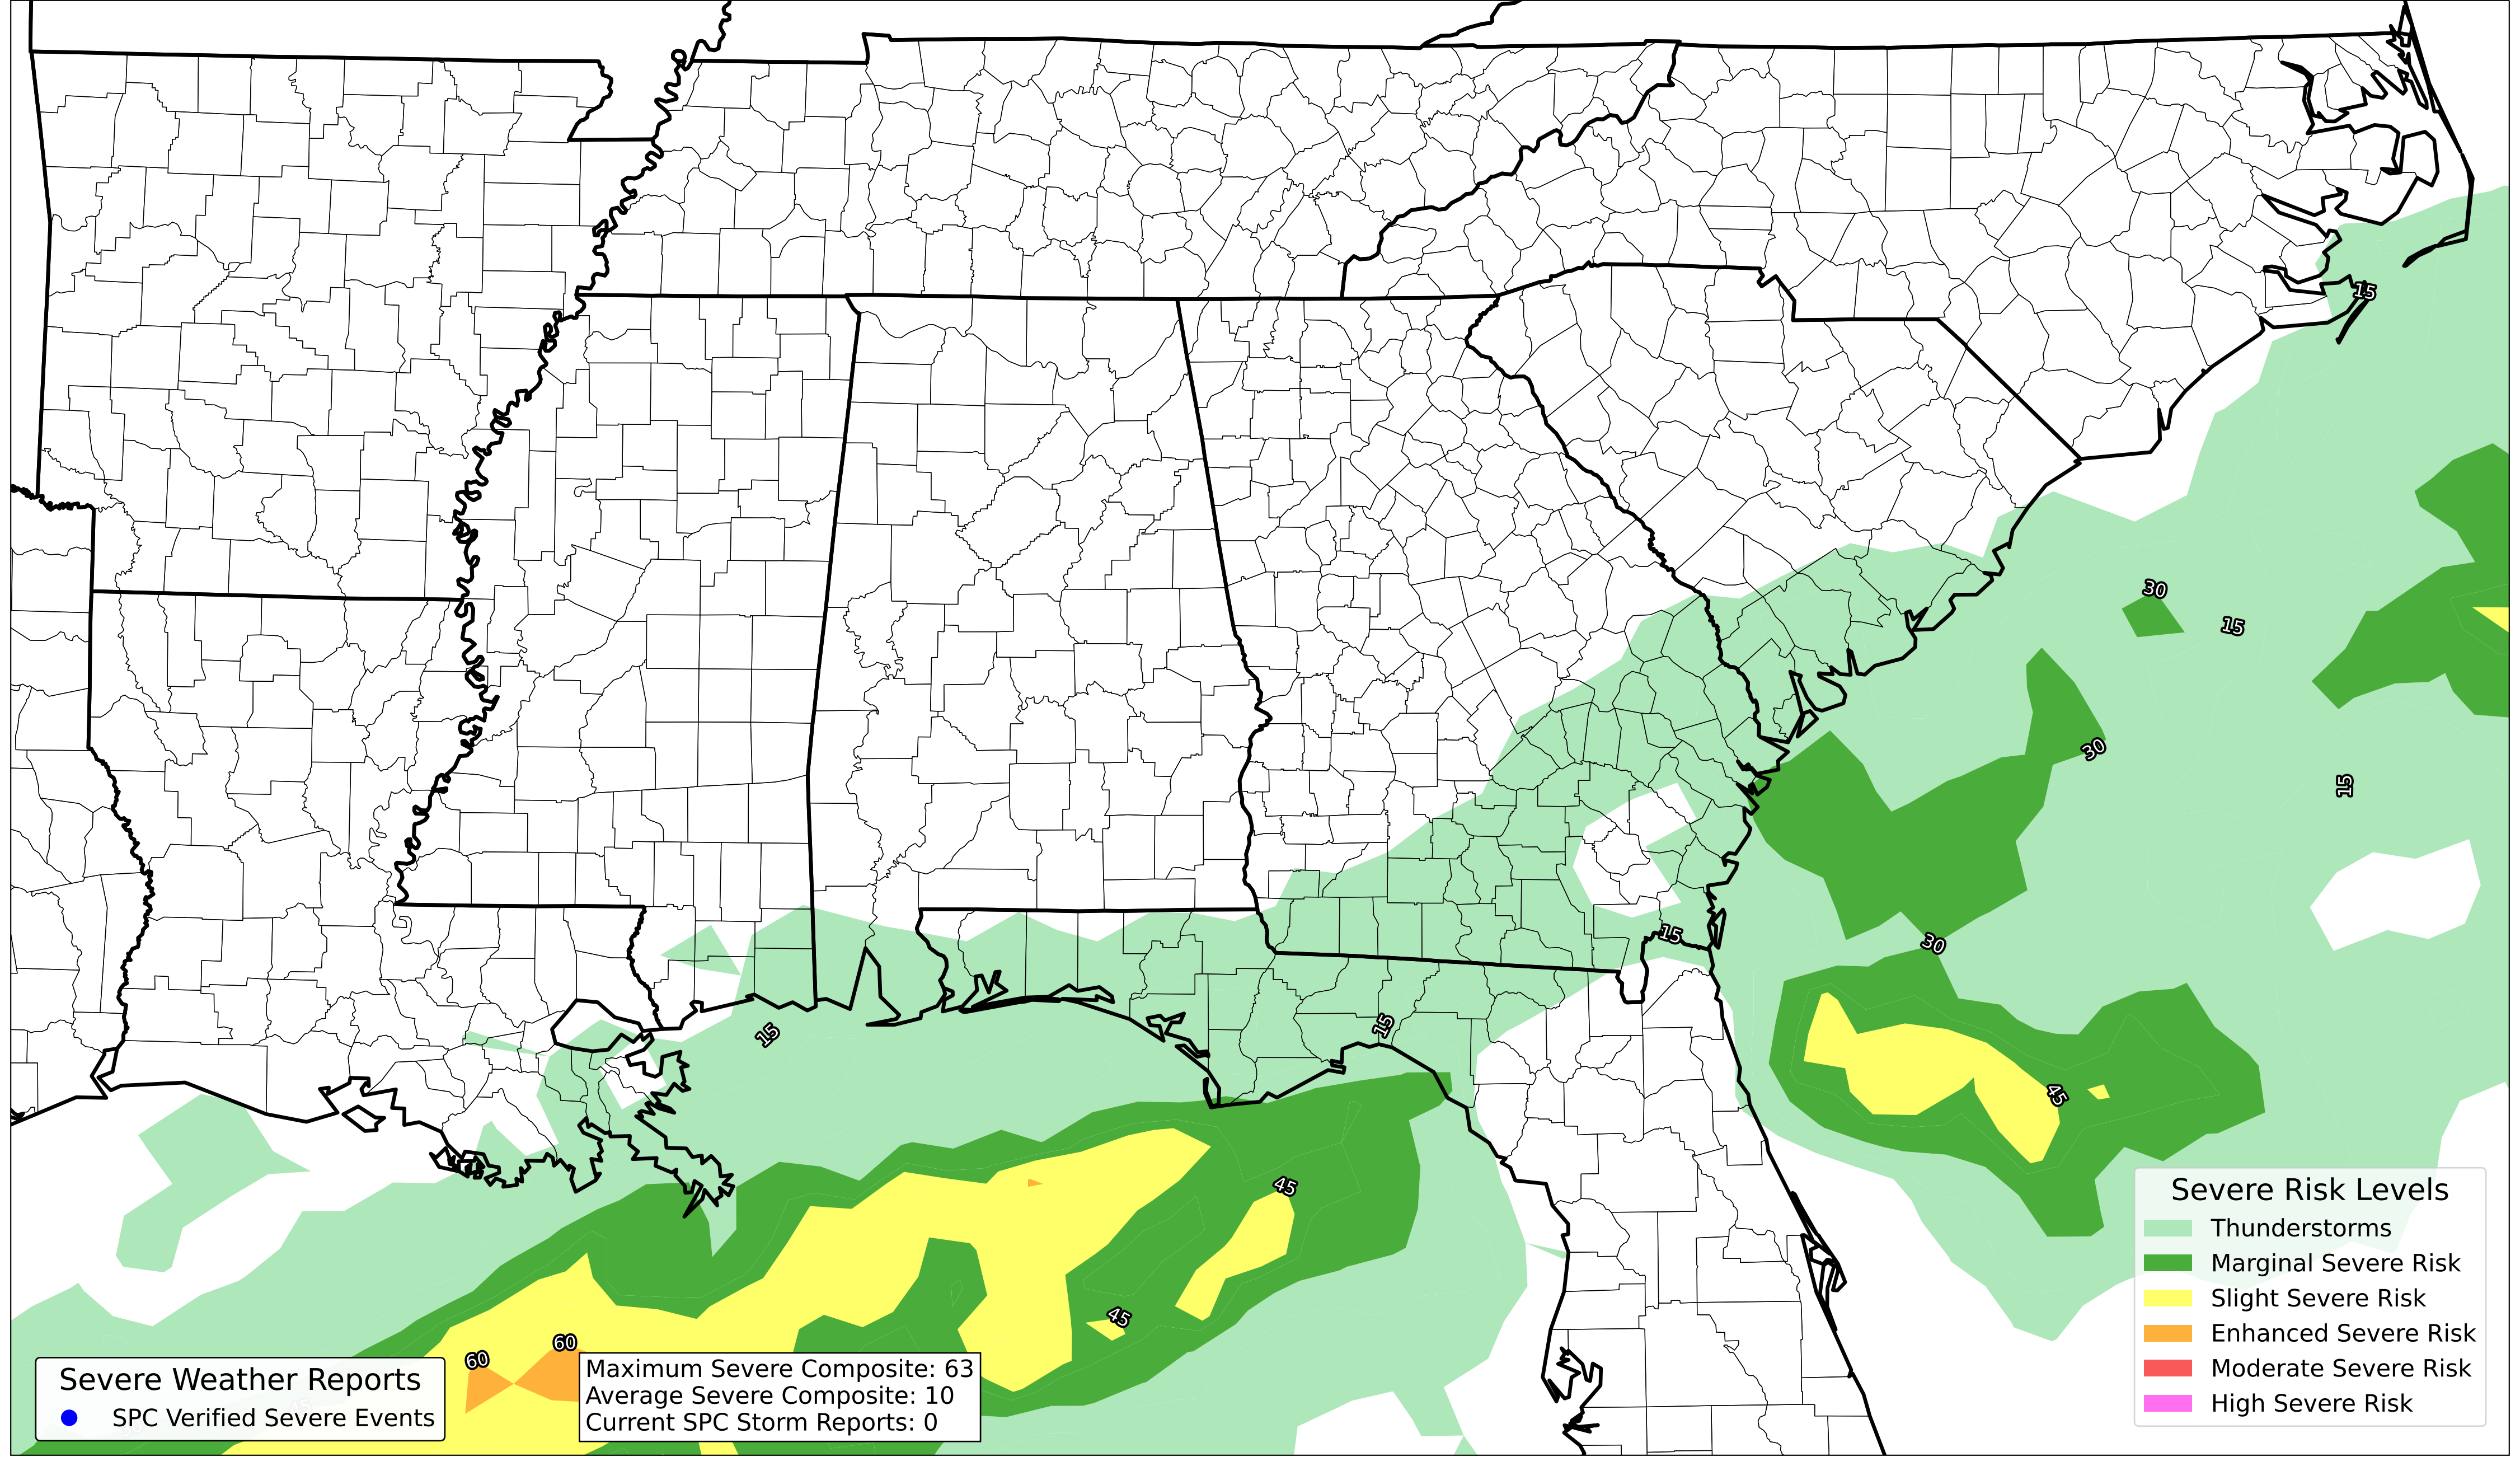 15
30
15
30
15
15
30
15
15
45
45
45
60
60
Severe Weather Reports
SPC Verified Severe Events
Maximum Severe Composite: 63
Average Severe Composite: 10
Current SPC Storm Reports: 0
Severe Risk Levels
Thunderstorms
Marginal Severe Risk
Slight Severe Risk
Enhanced Severe Risk
Moderate Severe Risk
High Severe Risk